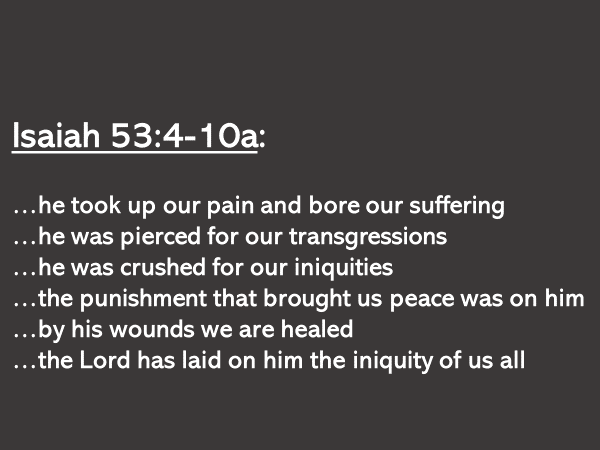 Isaiah 53:4-10a:
...he took up our pain and bore our suffering
...he was pierced for our transgressions
...he was crushed for our iniquities
...the punishment that brought us peace was on him
...by his wounds we are healed
...the Lord has laid on him the iniquity of us all